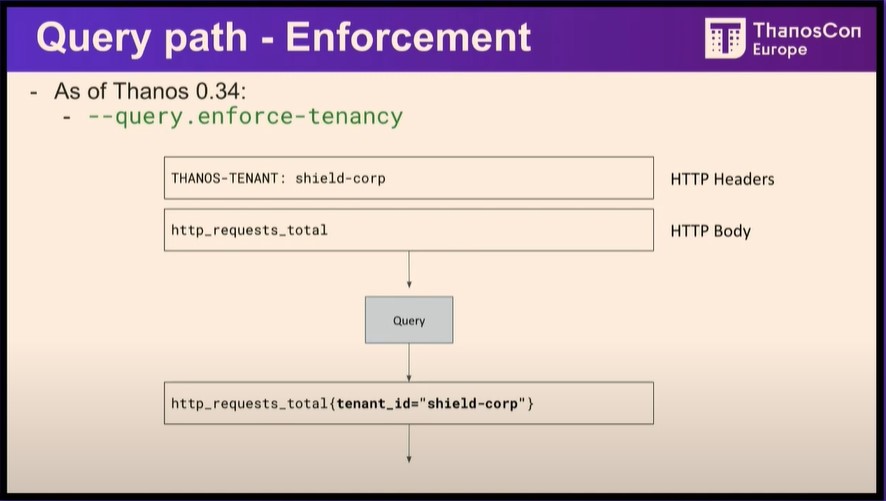 Query path - Enforcement
ThanosCon
Europe
- As of Thanos 0.34:
- --query.enforce-tenancy
THANOS-TENANT: shield-corp
HTTP Headers
http_requests_total
HTTP Body
Query
http_requests_total{tenant_id="shield-corp"}